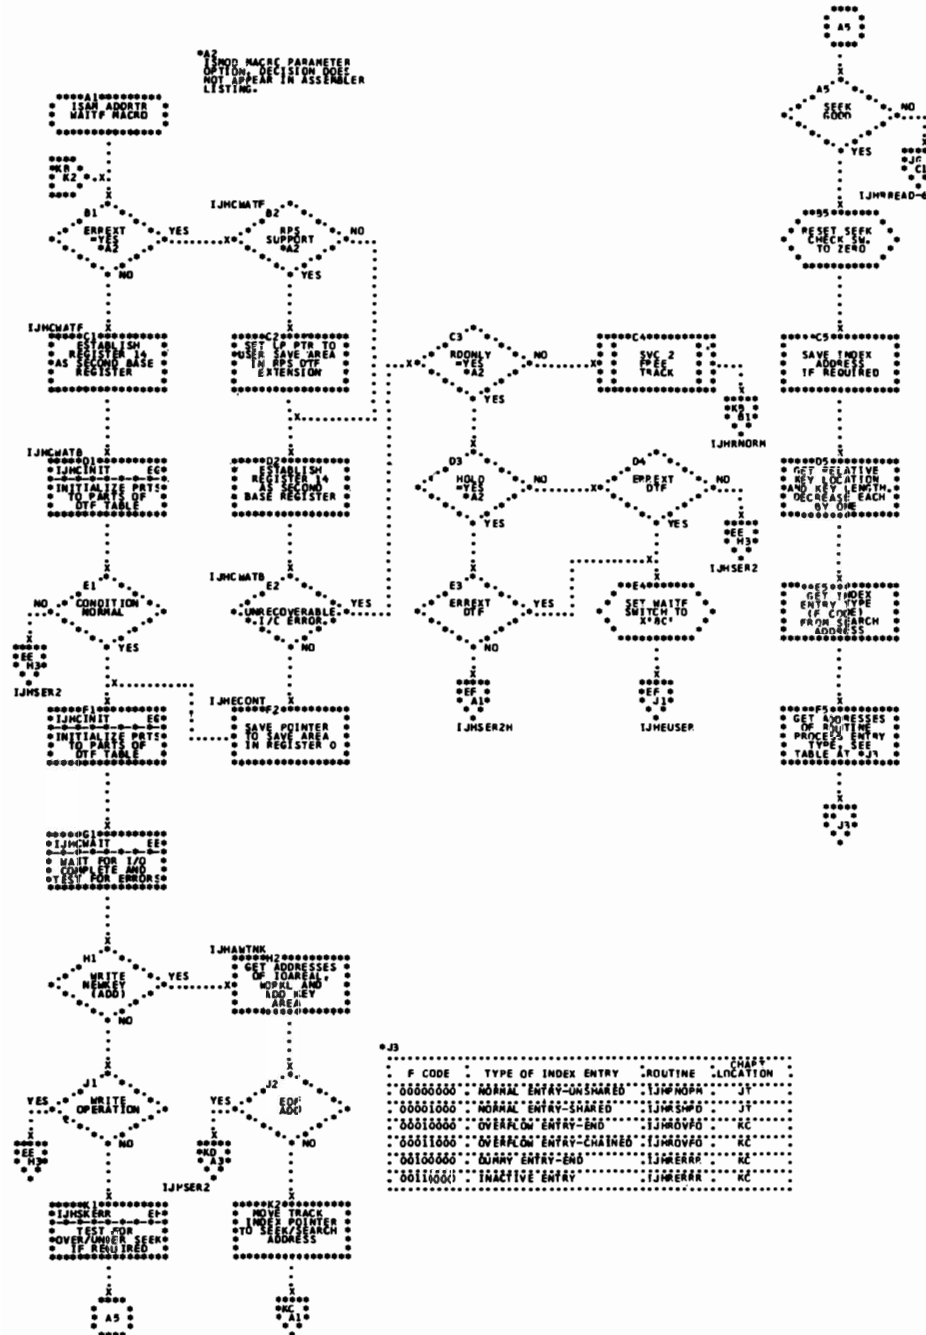 *A2
ISMOD MACRO PARAMETER
OPTION, DECISION DOES
NOT APPEAR IN ASSEMBLER
LISTING.
A1
ISAM ADDRTR
WAITF MACRO
KB
K2
B1
ERREXT
=YES
*A2
YES
NO
IJHCWATF
B2
RPS
SUPPORT
*A2
NO
YES
IJHCWATF
C1
ESTABLISH
REGISTER 14
AS SECOND BASE
REGISTER
C2
SET LP PTR TO
USER SAVE AREA
IN RPS DTF
EXTENSION
C3
RDONLY
=YES
*A2
NO
YES
C4
SVC 2
FREE
TRACK
KB
B1
IJHRNORM
IJHCWATB
D1
IJHCINIT EG
INITIALIZE PRTS
TO PARTS OF
DTF TABLE
D2
ESTABLISH
REGISTER 14
AS SECOND
BASE REGISTER
D3
HOLD
=YES
*A2
NO
YES
D4
ERREXT
DTF
NO
YES
EE
H3
IJHSER2
E1
CONDITION
NORMAL
NO
YES
EE
H3
IJHSER2
IJHCWATB
E2
UNRECOVERABLE
I/C ERROR
YES
NO
E3
ERREXT
DTF
YES
NO
E4
SET WAITF
SWITCH TO
X'8C'
EF
A1
IJHSER2H
EF
J1
IJHEUSER
F1
IJHCINIT EG
INITIALIZE PRTS
TO PARTS OF
DTF TABLE
IJHECONT
F2
SAVE POINTER
TO SAVE AREA
IN REGISTER 0
G1
IJHCWAIT EE
WAIT FOR I/O
COMPLETE AND
TEST FOR ERRORS
H1
WRITE
NEWKEY
(ADD)
YES
NO
IJHAWTNK
H2
GET ADDRESSES
OF IOAREAL,
WORKL AND
ADD KEY
AREA
J1
WRITE
OPERATION
YES
NO
EE
H3
J2
EOF
ADD
YES
NO
KD
A3
IJHSER2
K1
IJHSKERR EH
TEST FOR
OVER/UNDER SEEK
IF REQUIRED
K2
MOVE TRACK
INDEX POINTER
TO SEEK/SEARCH
ADDRESS
A5
KC
A1
A5
A5
SEEK
GOOD
NO
YES
JG
C1
B5
RESET SEEK
CHECK SW.
TO ZERO
C5
SAVE INDEX
ADDRESS
IF REQUIRED
D5
GET RELATIVE
KEY LOCATION
AND KEY LENGTH,
DECREASE EACH
BY ONE
E5
GET INDEX
ENTRY TYPE
(F CODE)
FROM SEARCH
ADDRESS
F5
GET ADDRESSES
OF ROUTINE
PROCESS ENTRY
TYPE, SEE
TABLE AT *J3
J3
*J3
F CODE TYPE OF INDEX ENTRY ROUTINE CHART LOCATION
00000000 NORMAL ENTRY-UNSHARED IJHRNORM JT
00001000 NORMAL ENTRY-SHARED IJHRSHRD JT
00010000 OVERFLOW ENTRY-END IJHROVFO KC
00011000 OVERFLOW ENTRY-CHAINED IJHROVFO KC
00100000 DUMMY ENTRY-END IJHRERRR KC
INACTIVE ENTRY IJHRERRR KC